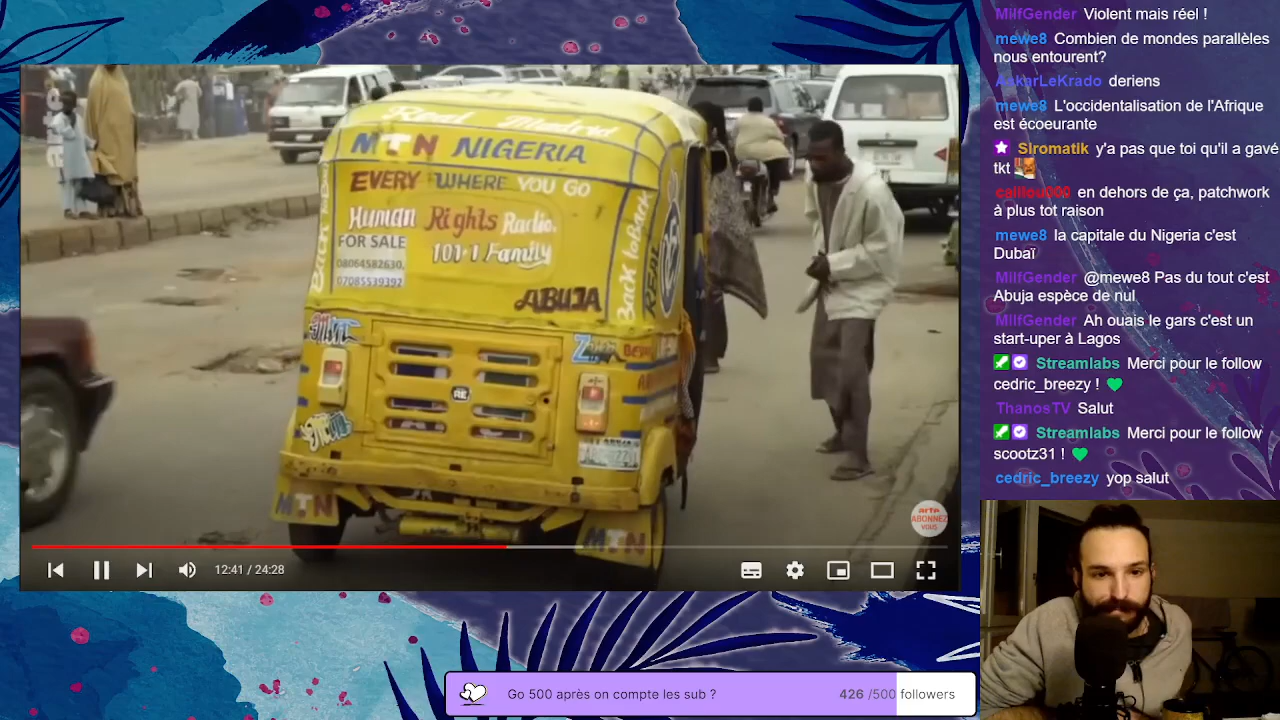 Real Madrid
MTN NIGERIA
EVERY WHERE YOU GO
Human Rights Radio.
101.1 Family
FOR SALE
08064582630,
07085539392
ABUJA
Back to Back
REAL
MTN
MTN
arte
ABONNEZ
VOUS
12:41 / 24:28
MilfGender Violent mais réel !
mewe8 Combien de mondes parallèles
nous entourent?
AskarLeKrado deriens
mewe8 L'occidentalisation de l'Afrique
est écoeurante
Siromatik y'a pas que toi qu'il a gavé
tkt
caillou000 en dehors de ça, patchwork
à plus tot raison
mewe8 la capitale du Nigeria c'est
Dubaï
MilfGender @mewe8 Pas du tout c'est
Abuja espèce de nul
MilfGender Ah ouais le gars c'est un
start-uper à Lagos
Streamlabs Merci pour le follow
cedric_breezy !
ThanosTV Salut
Streamlabs Merci pour le follow
scootz31 !
cedric_breezy yop salut
Go 500 après on compte les sub ?
426 /500 followers